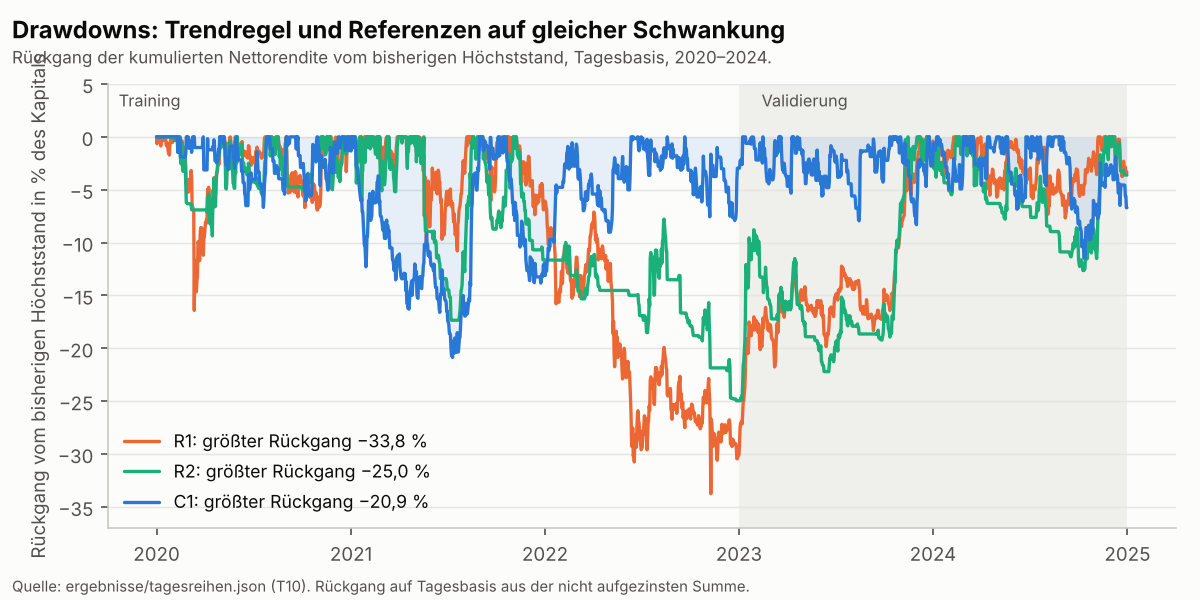 Drawdowns: Trendregel und Referenzen auf gleicher Schwankung
Rückgang der kumulierten Nettorendite vom bisherigen Höchststand, Tagesbasis, 2020–2024.
Rückgang vom bisherigen Höchststand in % des Kapitals
Training
Validierung
5
0
−5
−10
−15
−20
−25
−30
−35
R1: größter Rückgang −33,8 %
R2: größter Rückgang −25,0 %
C1: größter Rückgang −20,9 %
2020
2021
2022
2023
2024
2025
Quelle: ergebnisse/tagesreihen.json (T10). Rückgang auf Tagesbasis aus der nicht aufgezinsten Summe.